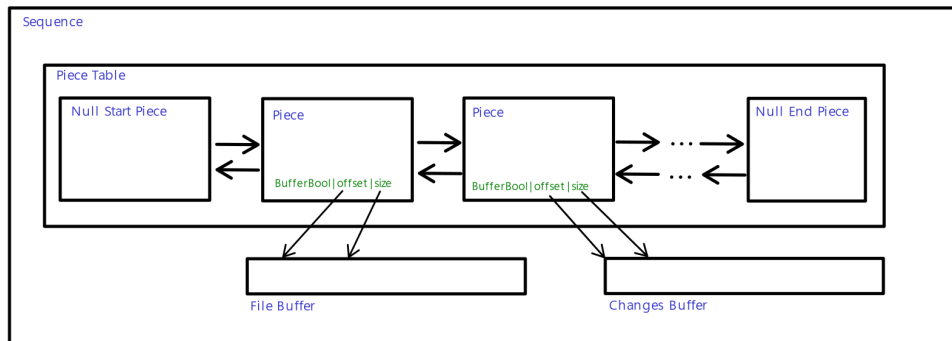 Sequence
Piece Table
Null Start Piece
Piece
Piece
Null End Piece
...
...
BufferBool|offset|size
BufferBool|offset|size
File Buffer
Changes Buffer